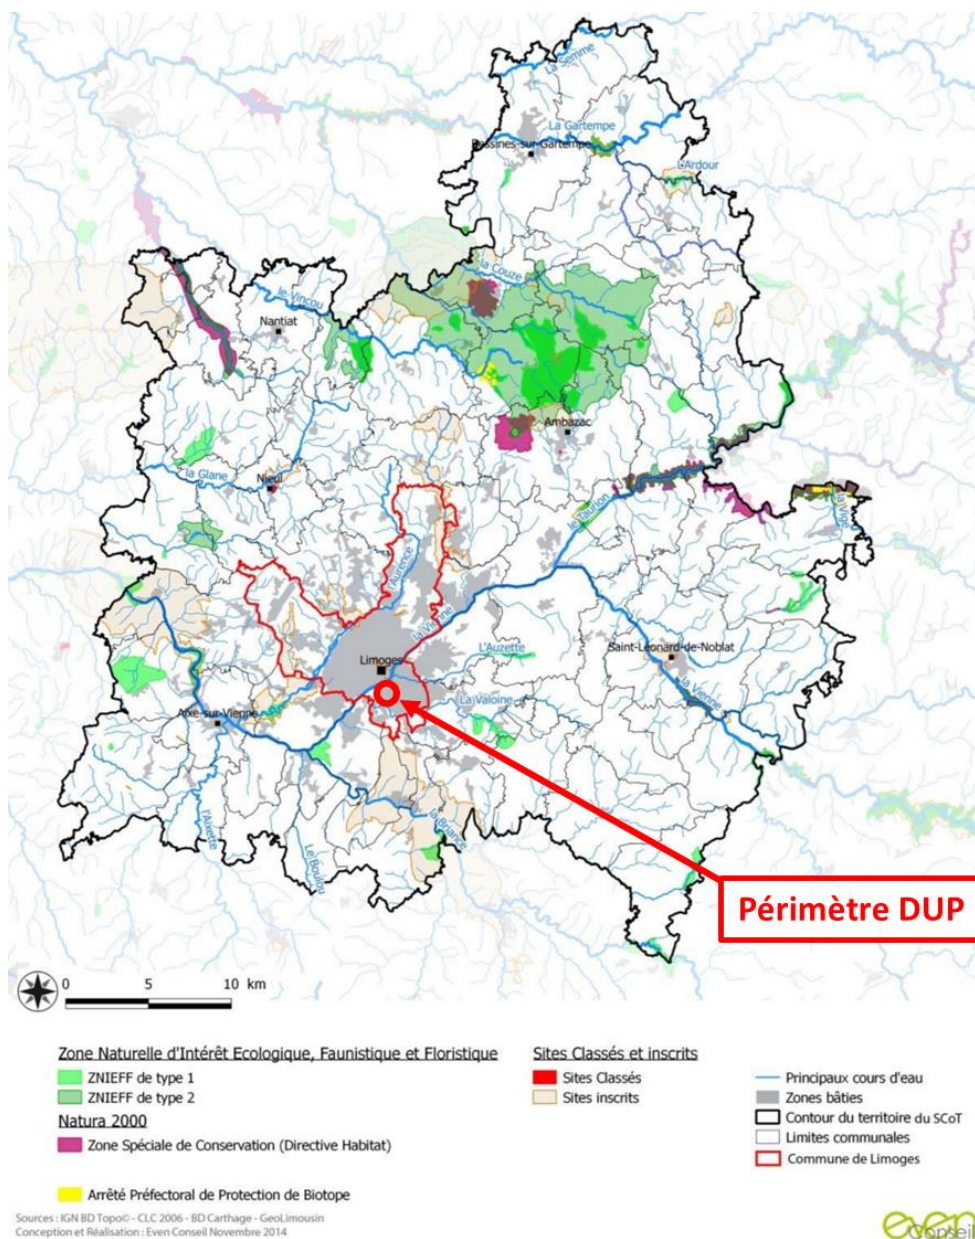 La Semme
La Gartempe
Bessines-sur-Gartempe
L'Ardour
la Couze
le Vincou
Nantiat
Ambazac
la Glane
Nieul
le Taurion
la Vige
L'Aurence
la Vienne
Limoges
L'Auzette
Saint-Léonard-de-Noblat
La Valoine
la Vienne
Aixe-sur-Vienne
l'Aixette
Le Boulou
la Briance
Périmètre DUP
0 5 10 km
Zone Naturelle d'Intérêt Ecologique, Faunistique et Floristique
ZNIEFF de type 1
ZNIEFF de type 2
Natura 2000
Zone Spéciale de Conservation (Directive Habitat)
Arrêté Préfectoral de Protection de Biotope
Sites Classés et inscrits
Sites Classés
Sites inscrits
Principaux cours d'eau
Zones bâties
Contour du territoire du SCoT
Limites communales
Commune de Limoges
Sources : IGN BD Topo© - CLC 2006 - BD Carthage - GeoLimousin
Conception et Réalisation : Even Conseil Novembre 2014
even
Conseil